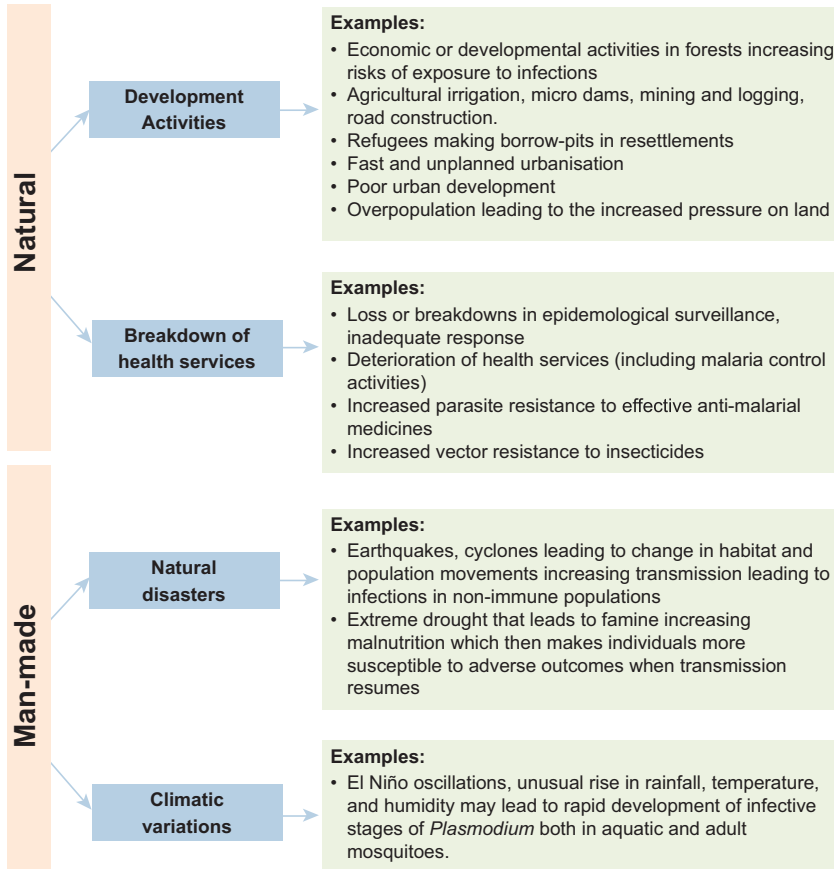 Natural
Development
Activities
Examples:
• Economic or developmental activities in forests increasing
risks of exposure to infections
• Agricultural irrigation, micro dams, mining and logging,
road construction.
• Refugees making borrow-pits in resettlements
• Fast and unplanned urbanisation
• Poor urban development
• Overpopulation leading to the increased pressure on land
Breakdown of
health services
Examples:
• Loss or breakdowns in epidemological surveillance,
inadequate response
• Deterioration of health services (including malaria control
activities)
• Increased parasite resistance to effective anti-malarial
medicines
• Increased vector resistance to insecticides
Man-made
Natural
disasters
Examples:
• Earthquakes, cyclones leading to change in habitat and
population movements increasing transmission leading to
infections in non-immune populations
• Extreme drought that leads to famine increasing
malnutrition which then makes individuals more
susceptible to adverse outcomes when transmission
resumes
Climatic
variations
Examples:
• El Niño oscillations, unusual rise in rainfall, temperature,
and humidity may lead to rapid development of infective
stages of Plasmodium both in aquatic and adult
mosquitoes.